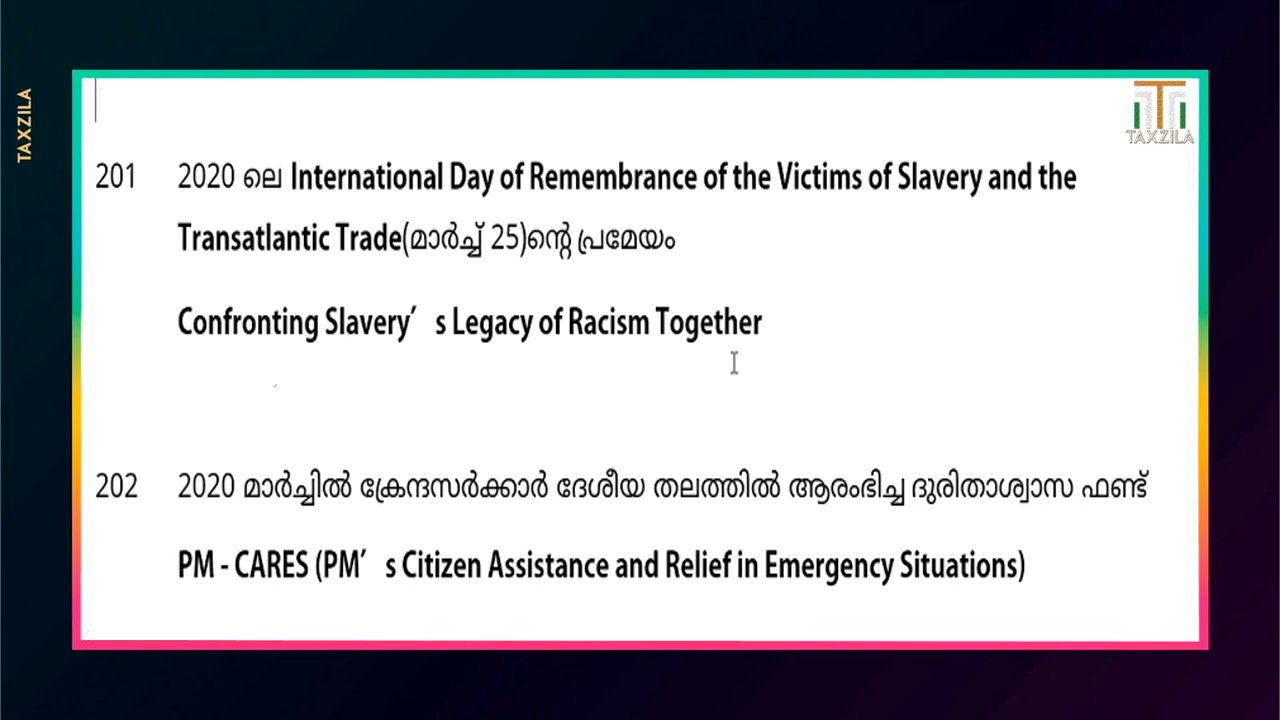 TAXZILA
TAXZILA
201 2020 ലെ International Day of Remembrance of the Victims of Slavery and the
Transatlantic Trade(മാർച്ച് 25)ന്റെ പ്രമേയം
Confronting Slavery′ s Legacy of Racism Together
202 2020 മാർച്ചിൽ ക്രേന്ദസർക്കാർ ദേശീയ തലത്തിൽ ആരംഭിച്ച ദുരിതാശ്വാസ ഫണ്ട്
PM - CARES (PM′ s Citizen Assistance and Relief in Emergency Situations)